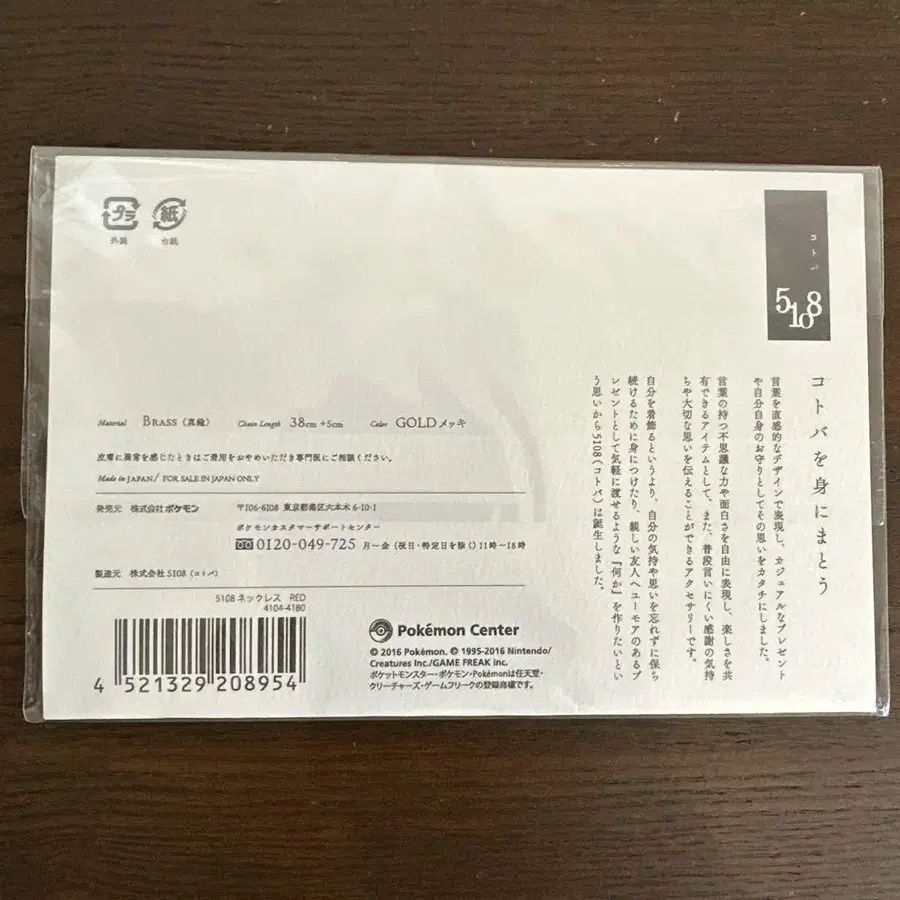 プラ
外装
紙
台紙
コトバ
5108
コトバを身にまとう
言葉を直感的なデザインで表現し、カジュアルなプレゼント
や自分自身のお守りとしてその思いをカタチにしました。
言葉の持つ不思議な力や面白さを自由に表現し、楽しさを共
有できるアイテムとして、また、普段言いにくい感謝の気持
ちや大切な思いを伝えることができるアクセサリーです。
自分を着飾るというより、自分の気持や思いを忘れずに保ち
続けるために身につけたり、親しい友人へユーモアのあるプ
レゼントとして気軽に渡せるような『何か』を作りたいとい
う思いから5108（コトバ）は誕生しました。
Material BRASS（真鍮） Chain Length 38cm +5cm Color GOLDメッキ
皮膚に異常を感じたときはご着用をおやめいただき専門医にご相談ください。
Made in JAPAN/ FOR SALE IN JAPAN ONLY
発売元 株式会社ポケモン 〒106-6108 東京都港区六本木6-10-1
ポケモンカスタマーサポートセンター
0120-049-725 月－金（祝日・特定日を除く）11時－18時
製造元 株式会社5108（コトバ）
5108ネックレス RED
4104-4180
4 521329 208954
Pokémon Center
© 2016 Pokémon. © 1995-2016 Nintendo/
Creatures Inc./GAME FREAK inc.
ポケットモンスター・ポケモン・Pokémonは任天堂・
クリーチャーズ・ゲームフリークの登録商標です。